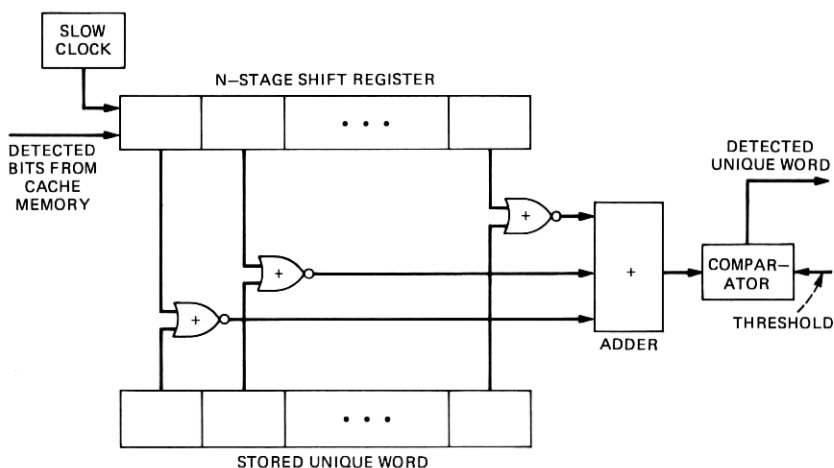 SLOW
CLOCK
N–STAGE SHIFT REGISTER
• • •
DETECTED
BITS FROM
CACHE
MEMORY
DETECTED
UNIQUE WORD
+
+
+
+
COMPAR–
ATOR
THRESHOLD
ADDER
• • •
STORED UNIQUE WORD